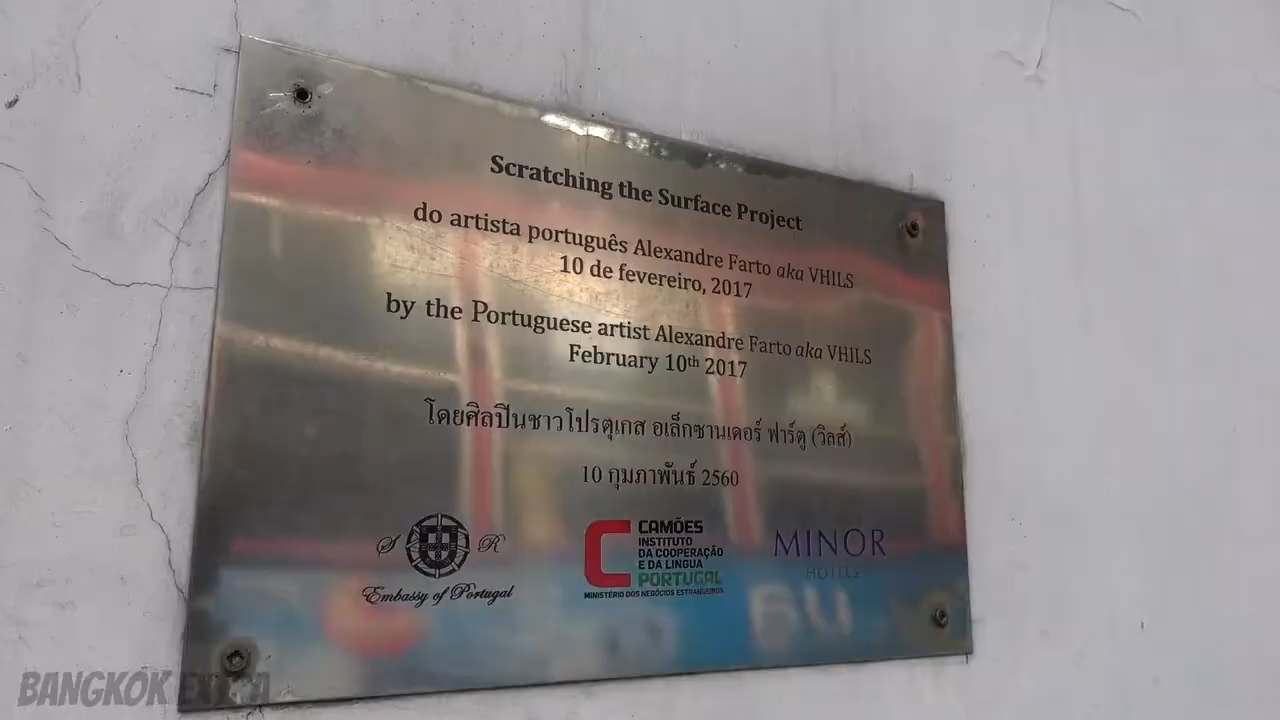 Scratching the Surface Project
do artista português Alexandre Farto aka VHILS
10 de fevereiro, 2017
by the Portuguese artist Alexandre Farto aka VHILS
February 10th 2017
โดยศิลปินชาวโปรตุเกส อเล็กซานเดอร์ ฟาร์ตู (วิลส์)
10 กุมภาพันธ์ 2560
S R
Embassy of Portugal
CAMÕES
INSTITUTO
DA COOPERAÇÃO
E DA LINGUA
PORTUGAL
MINISTÉRIO DOS NEGÓCIOS ESTRANGEIROS
MINOR
HOTELS
BANGKOK